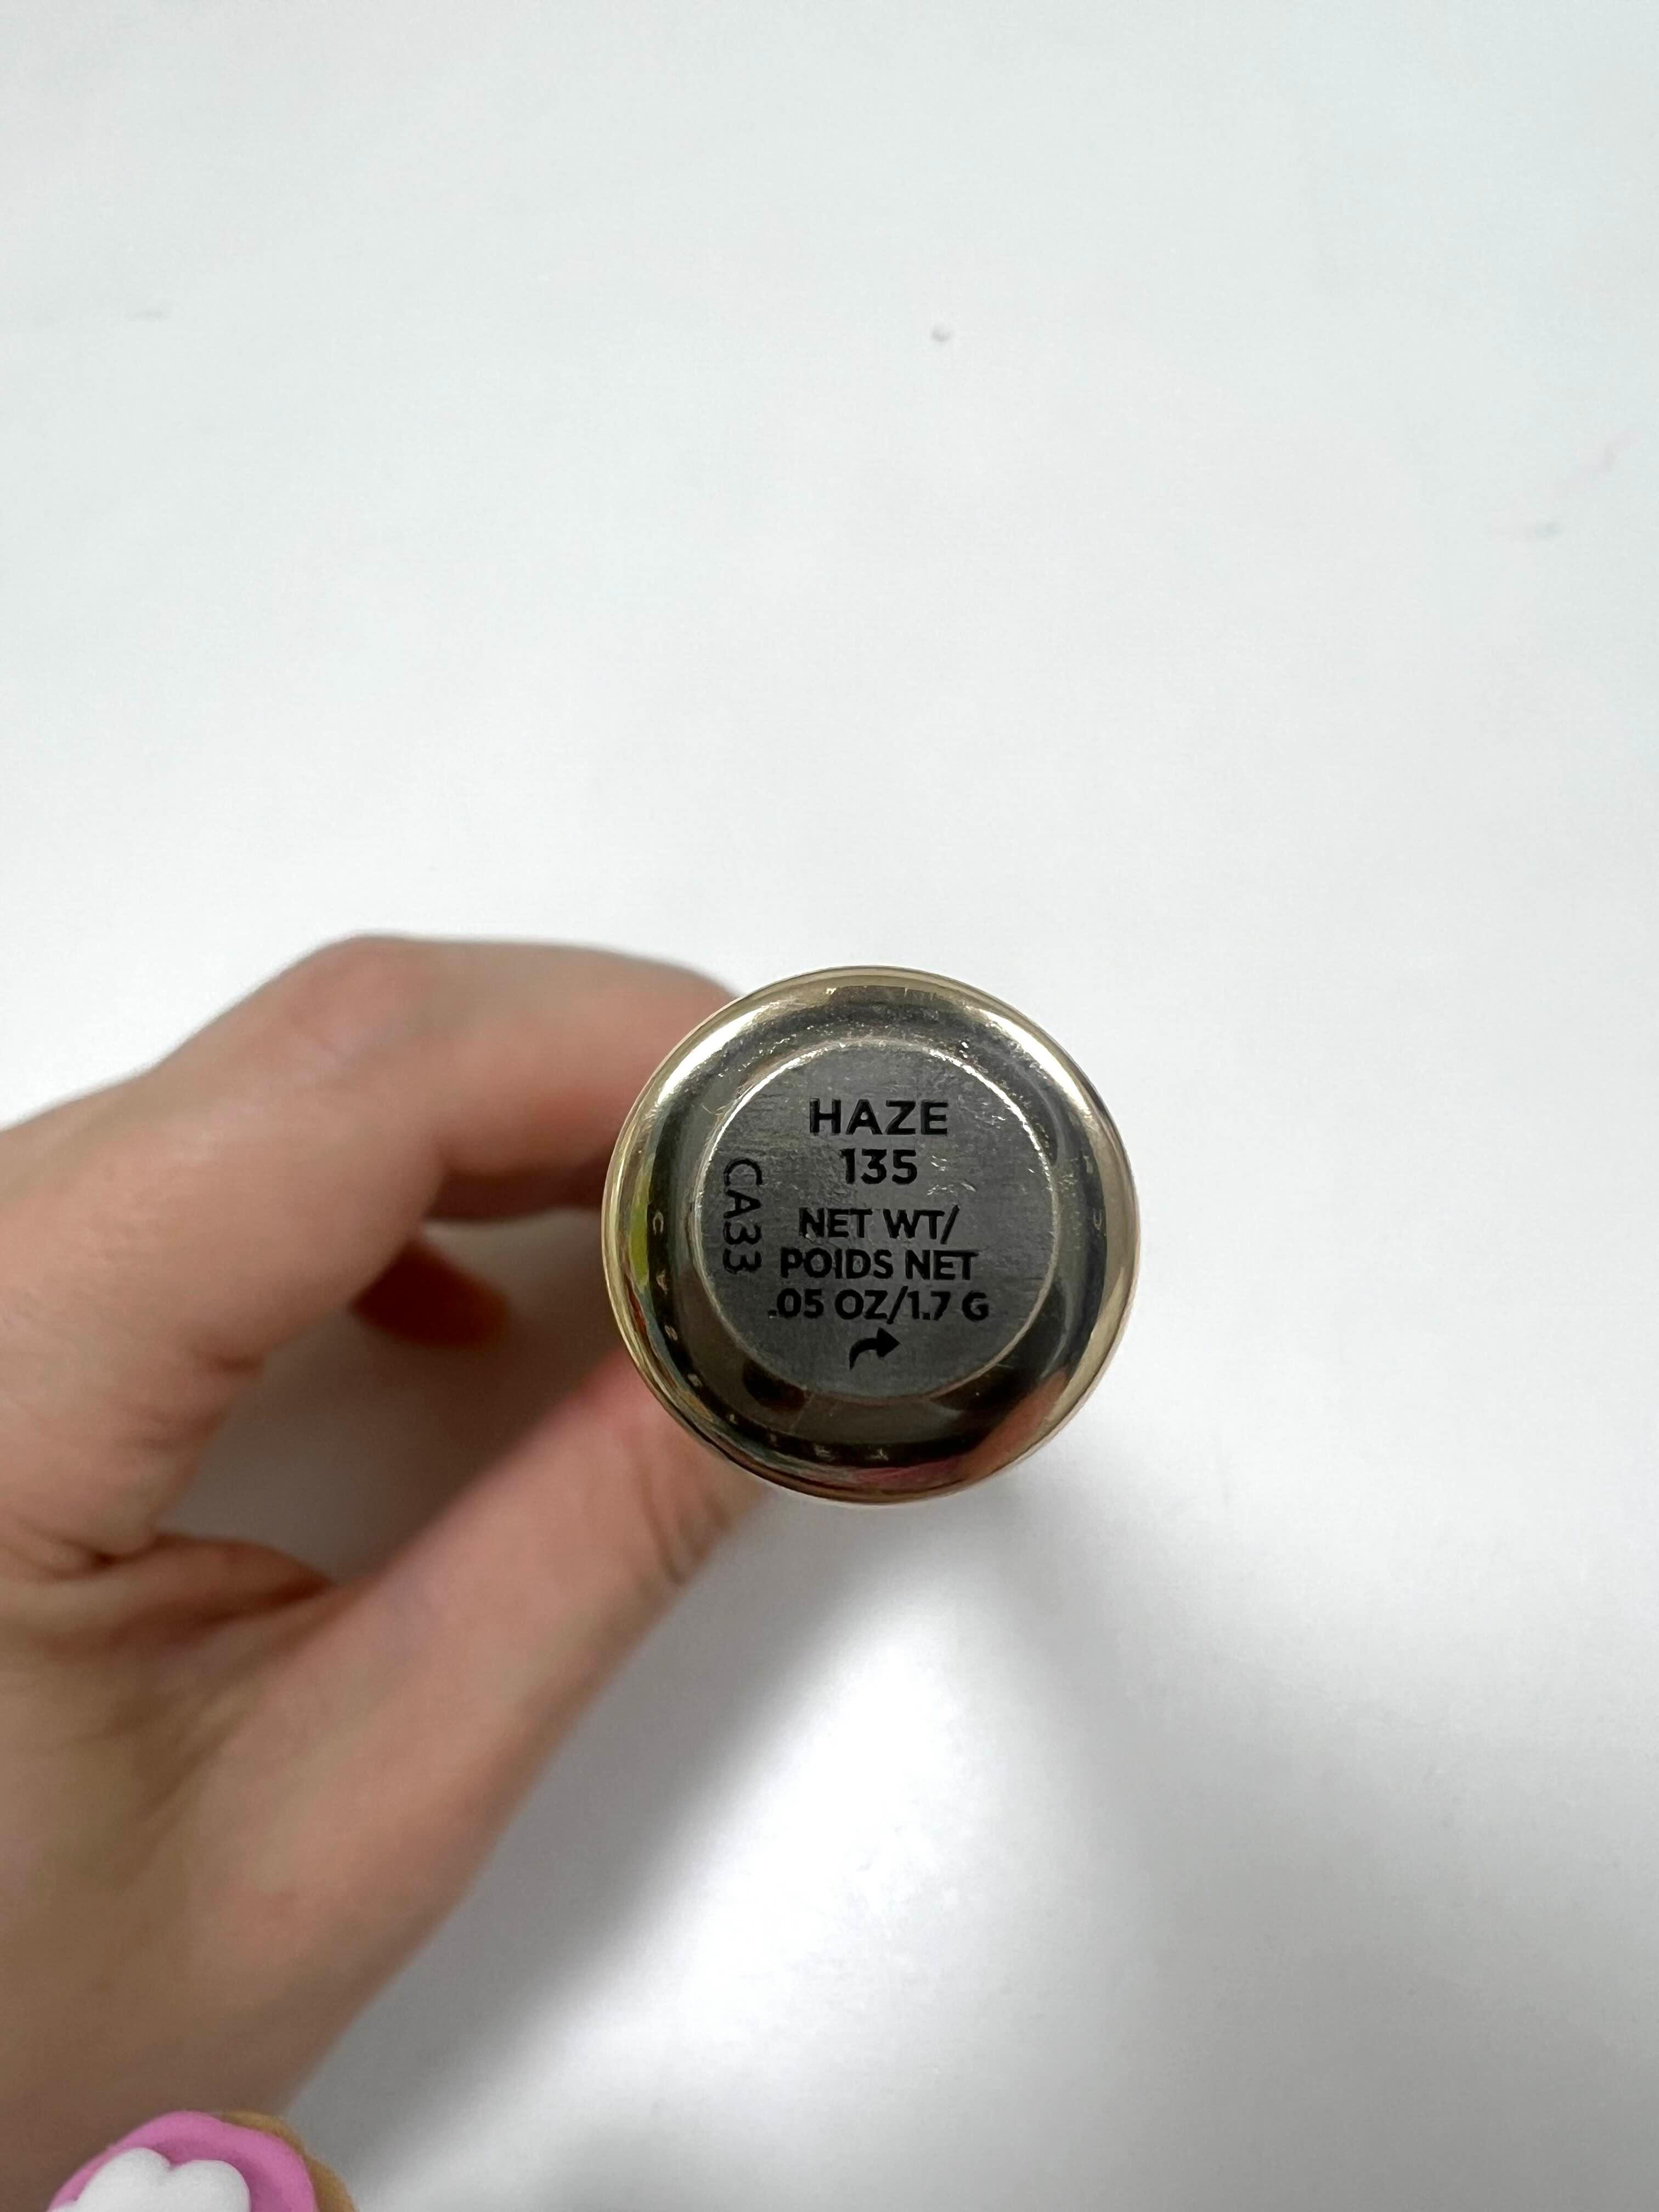 HAZE
135
NET WT/
POIDS NET
.05 OZ/1.7 G
CA33